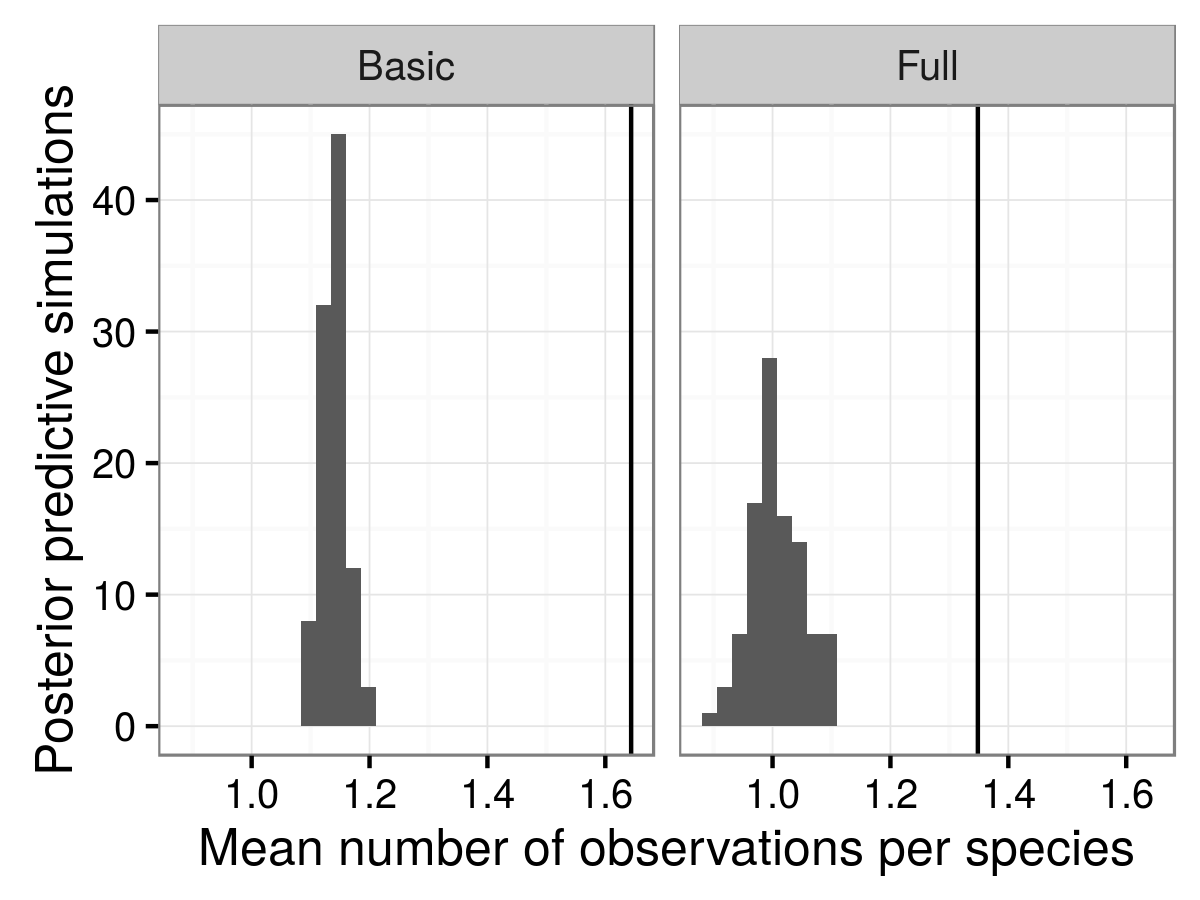 Basic
Full
Posterior predictive simulations
40
30
20
10
0
1.0 1.2 1.4 1.6
1.0 1.2 1.4 1.6
Mean number of observations per species